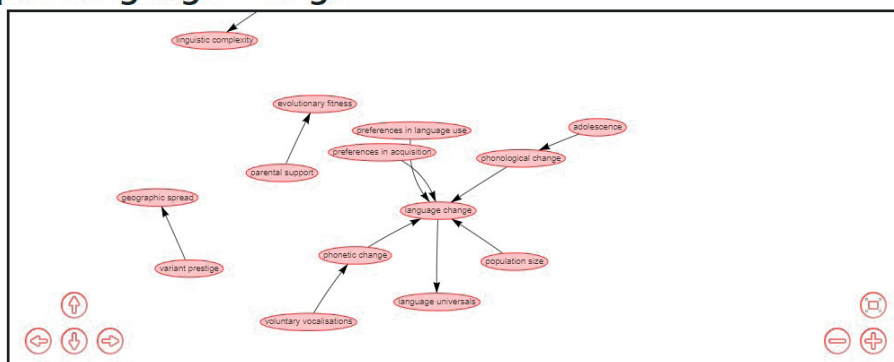 linguistic complexity
evolutionary fitness
preferences in language use
adolescence
preferences in acquisition
phonological change
parental support
geographic spread
language change
phonetic change
population size
variant prestige
language universals
voluntary vocalisations